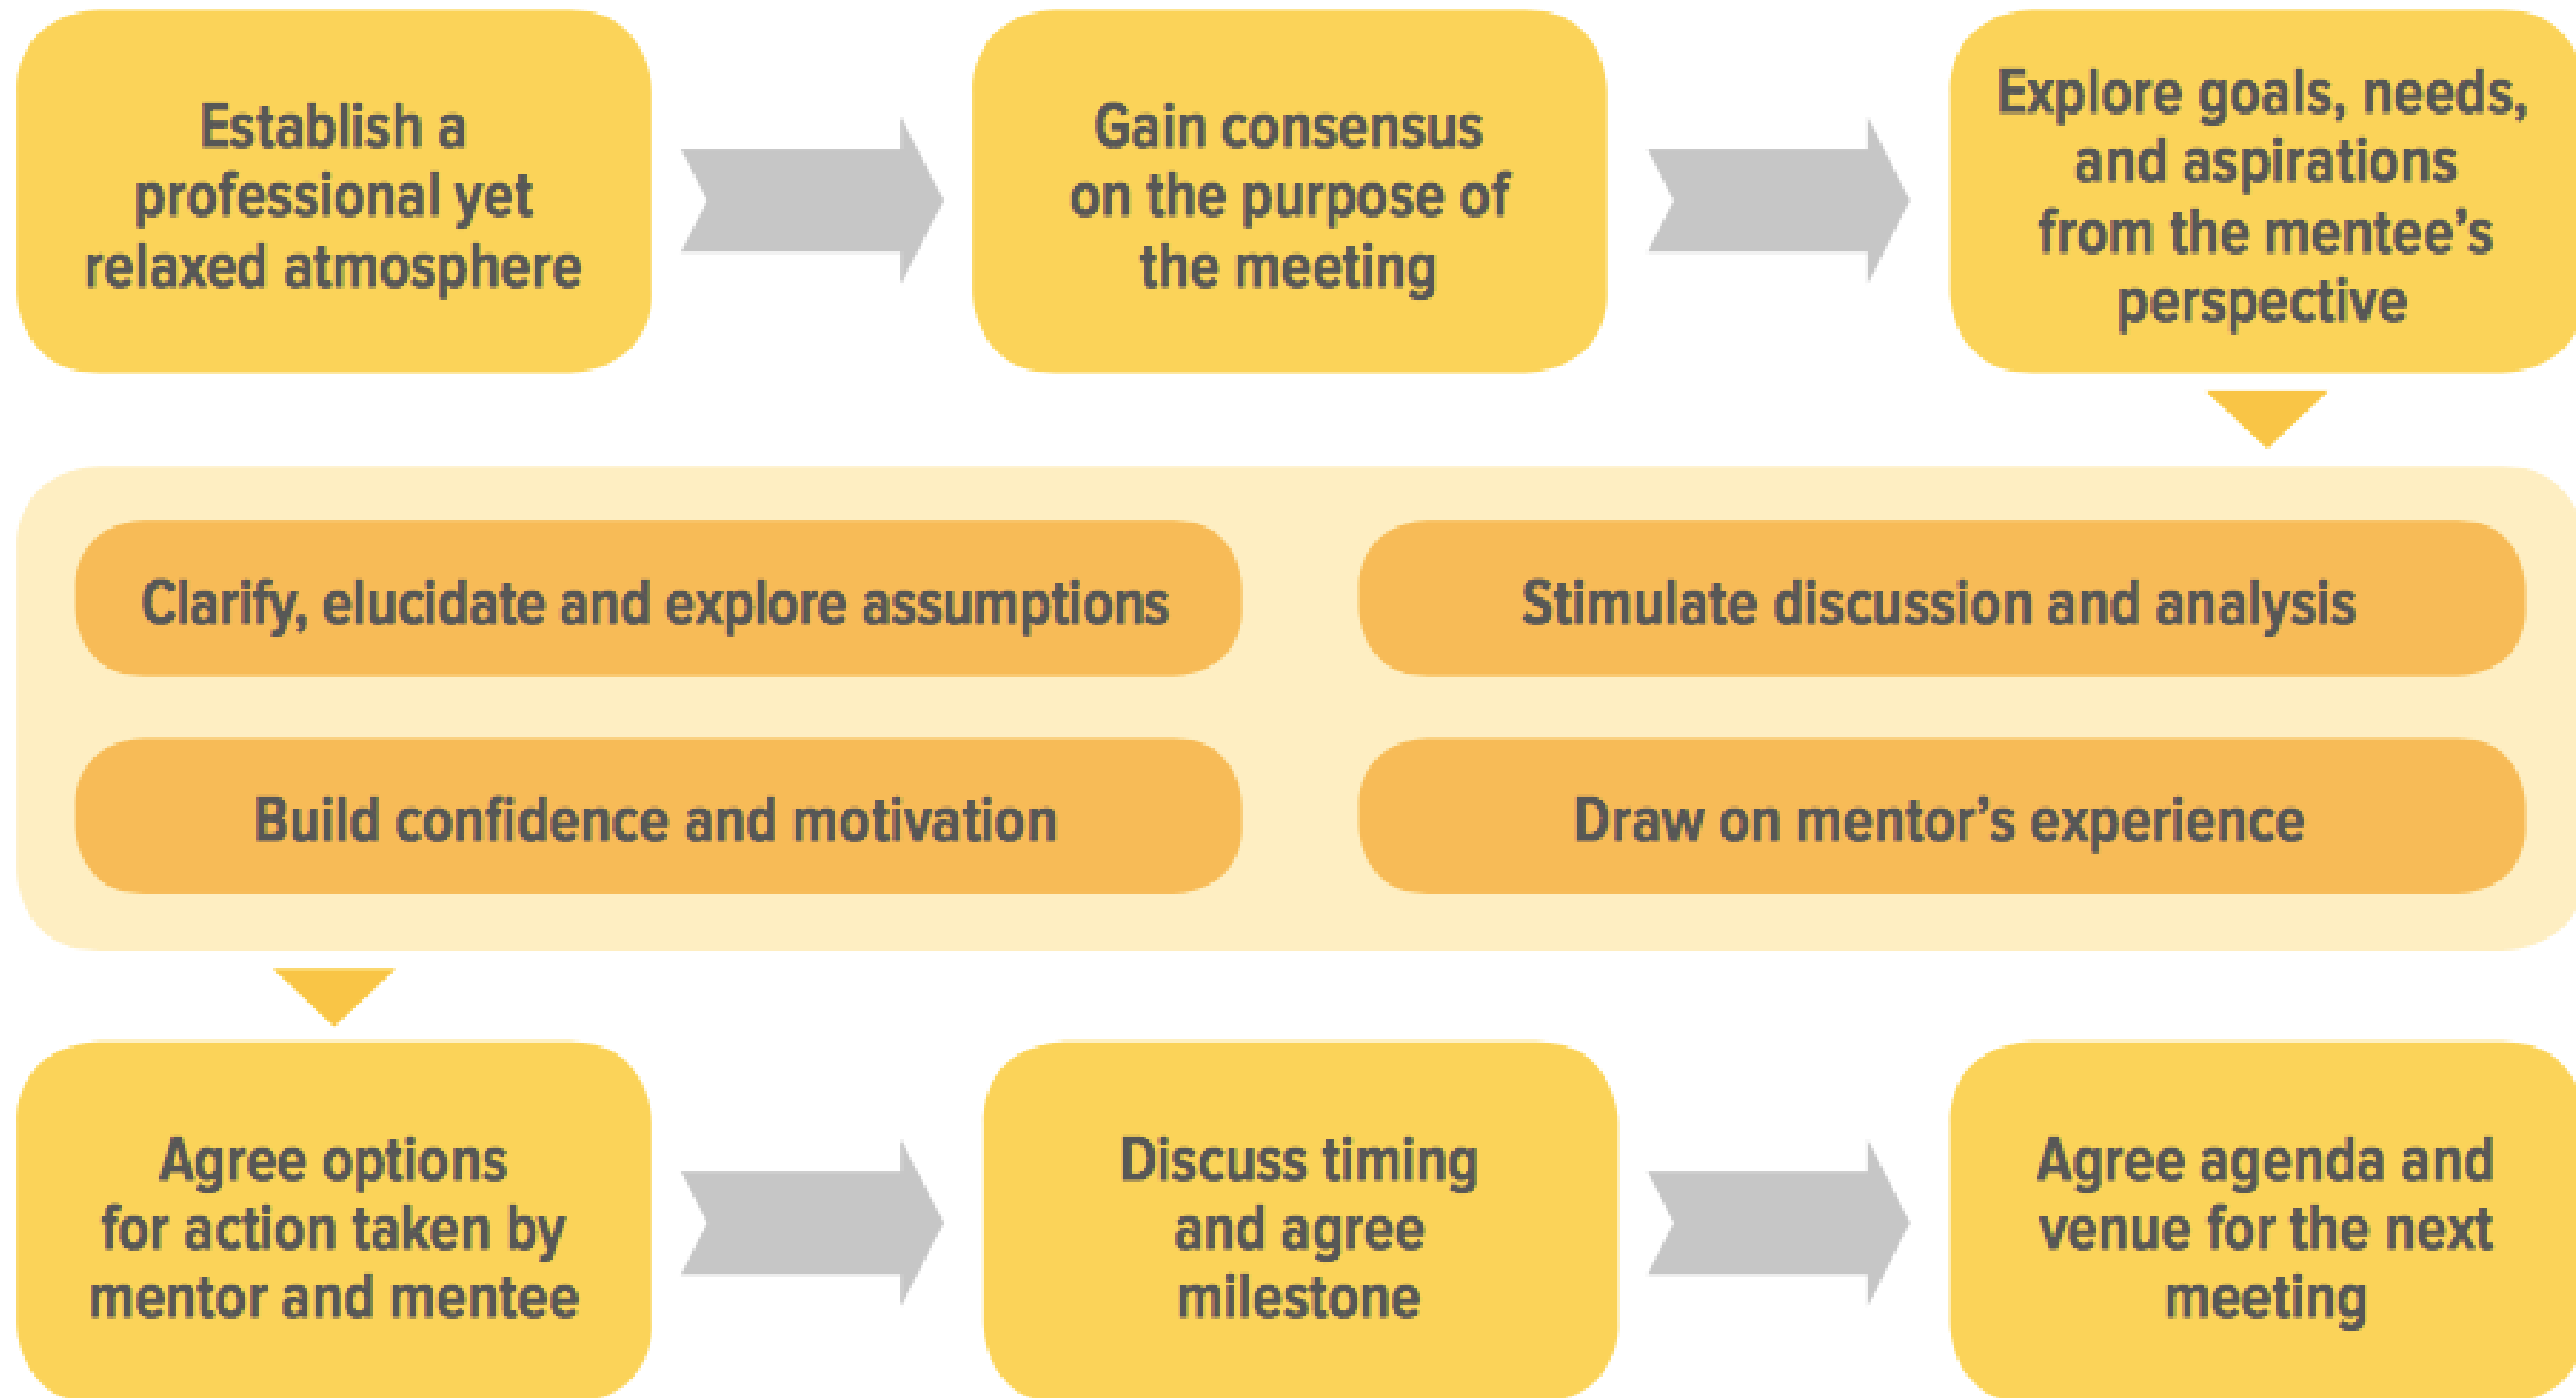 Establish a
professional yet
relaxed atmosphere
Gain consensus
on the purpose of
the meeting
Explore goals, needs,
and aspirations
from the mentee’s
perspective
Clarify, elucidate and explore assumptions
Stimulate discussion and analysis
Build confidence and motivation
Draw on mentor’s experience
Agree options
for action taken by
mentor and mentee
Discuss timing
and agree
milestone
Agree agenda and
venue for the next
meeting